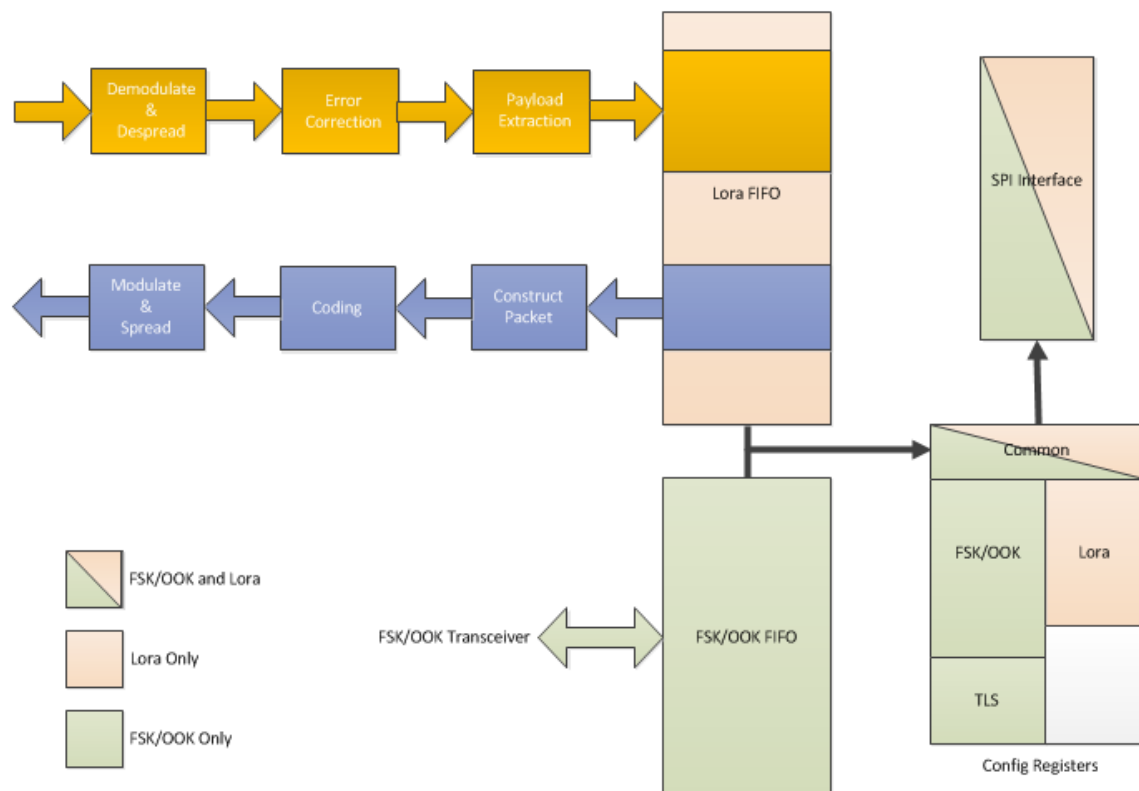 Demodulate
&
Despread
Error
Correction
Payload
Extraction
Lora FIFO
SPI Interface
Modulate
&
Spread
Coding
Construct
Packet
Common
FSK/OOK
Lora
TLS
Config Registers
FSK/OOK Transceiver
FSK/OOK FIFO
FSK/OOK and Lora
Lora Only
FSK/OOK Only